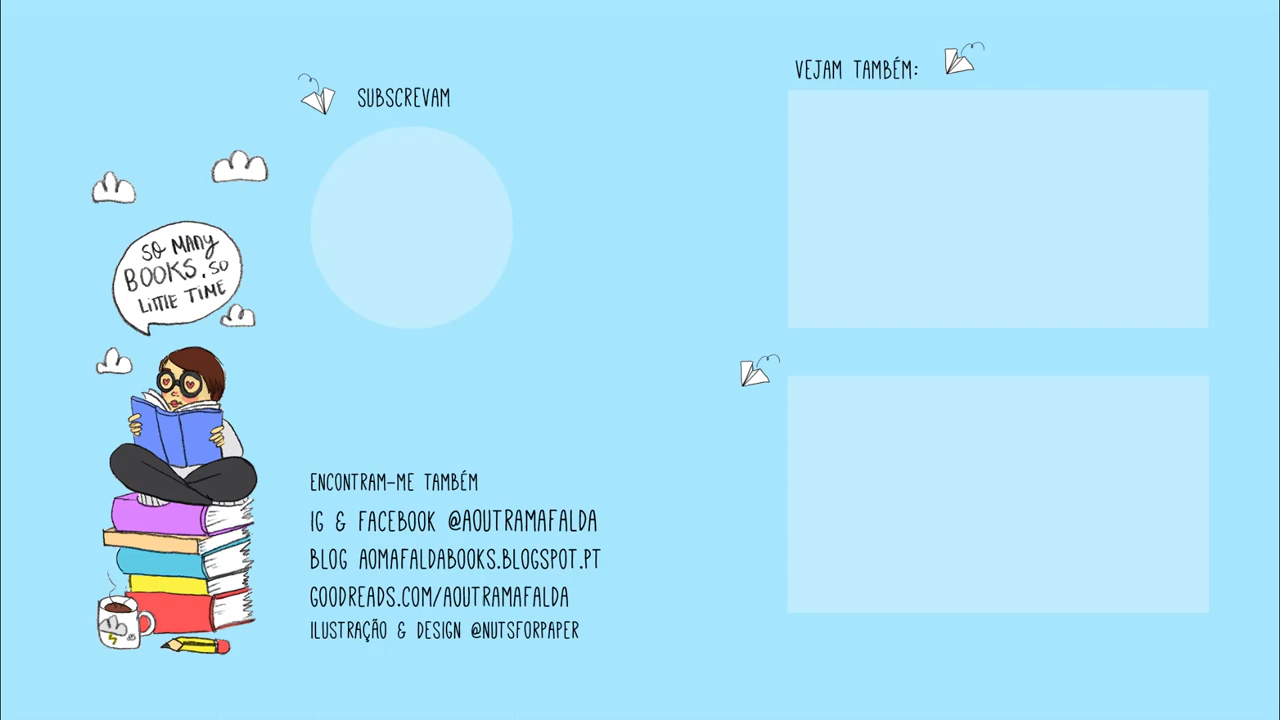 SUBSCREVAM
VEJAM TAMBÉM:
SO MANY
BOOKS, SO
LITTLE TIME
ENCONTRAM-ME TAMBÉM
IG & FACEBOOK @AOUTRAMAFALDA
BLOG AOMAFALDABOOKS.BLOGSPOT.PT
GOODREADS.COM/AOUTRAMAFALDA
ILUSTRAÇÃO & DESIGN @NUTSFORPAPER